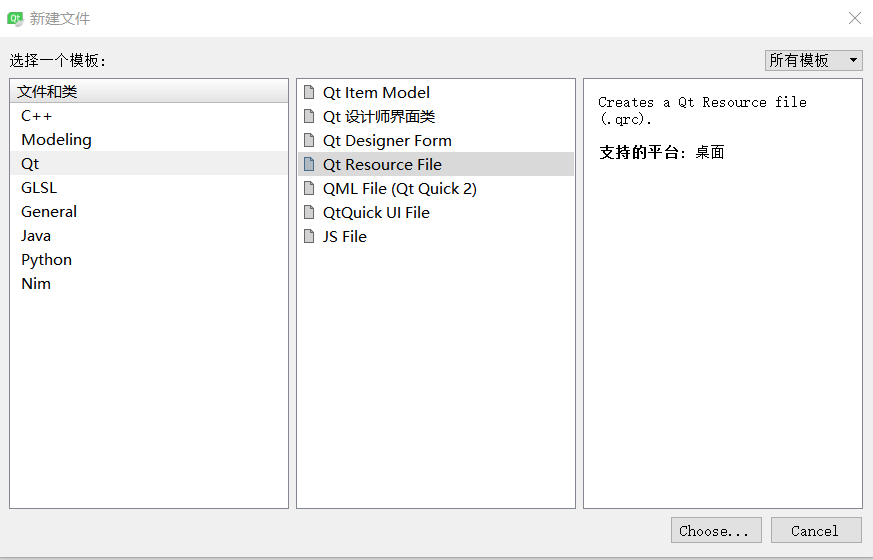 新建文件
选择一个模板：
所有模板
文件和类
C++
Modeling
Qt
GLSL
General
Java
Python
Nim
Qt Item Model
Qt 设计师界面类
Qt Designer Form
Qt Resource File
QML File (Qt Quick 2)
QtQuick UI File
JS File
Creates a Qt Resource file
(.qrc).
支持的平台：桌面
Choose...
Cancel